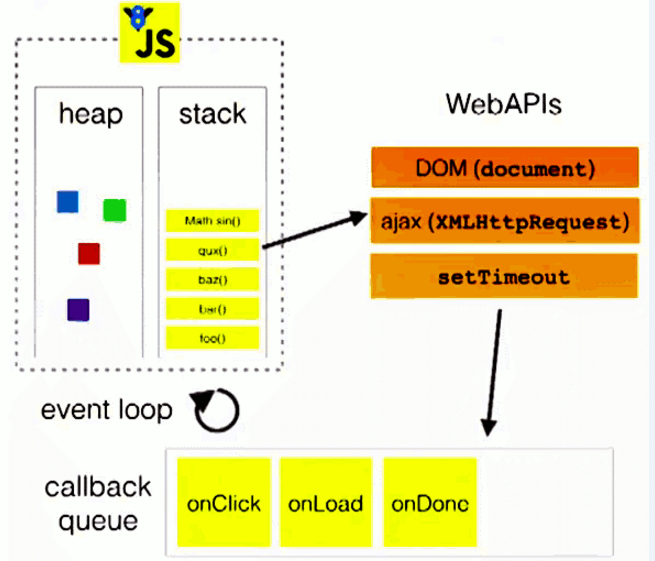 8
JS
heap
stack
Math sin()
qux()
baz()
bar()
foo()
WebAPIs
DOM (document)
ajax (XMLHttpRequest)
setTimeout
event loop
callback
queue
onClick
onLoad
onDone